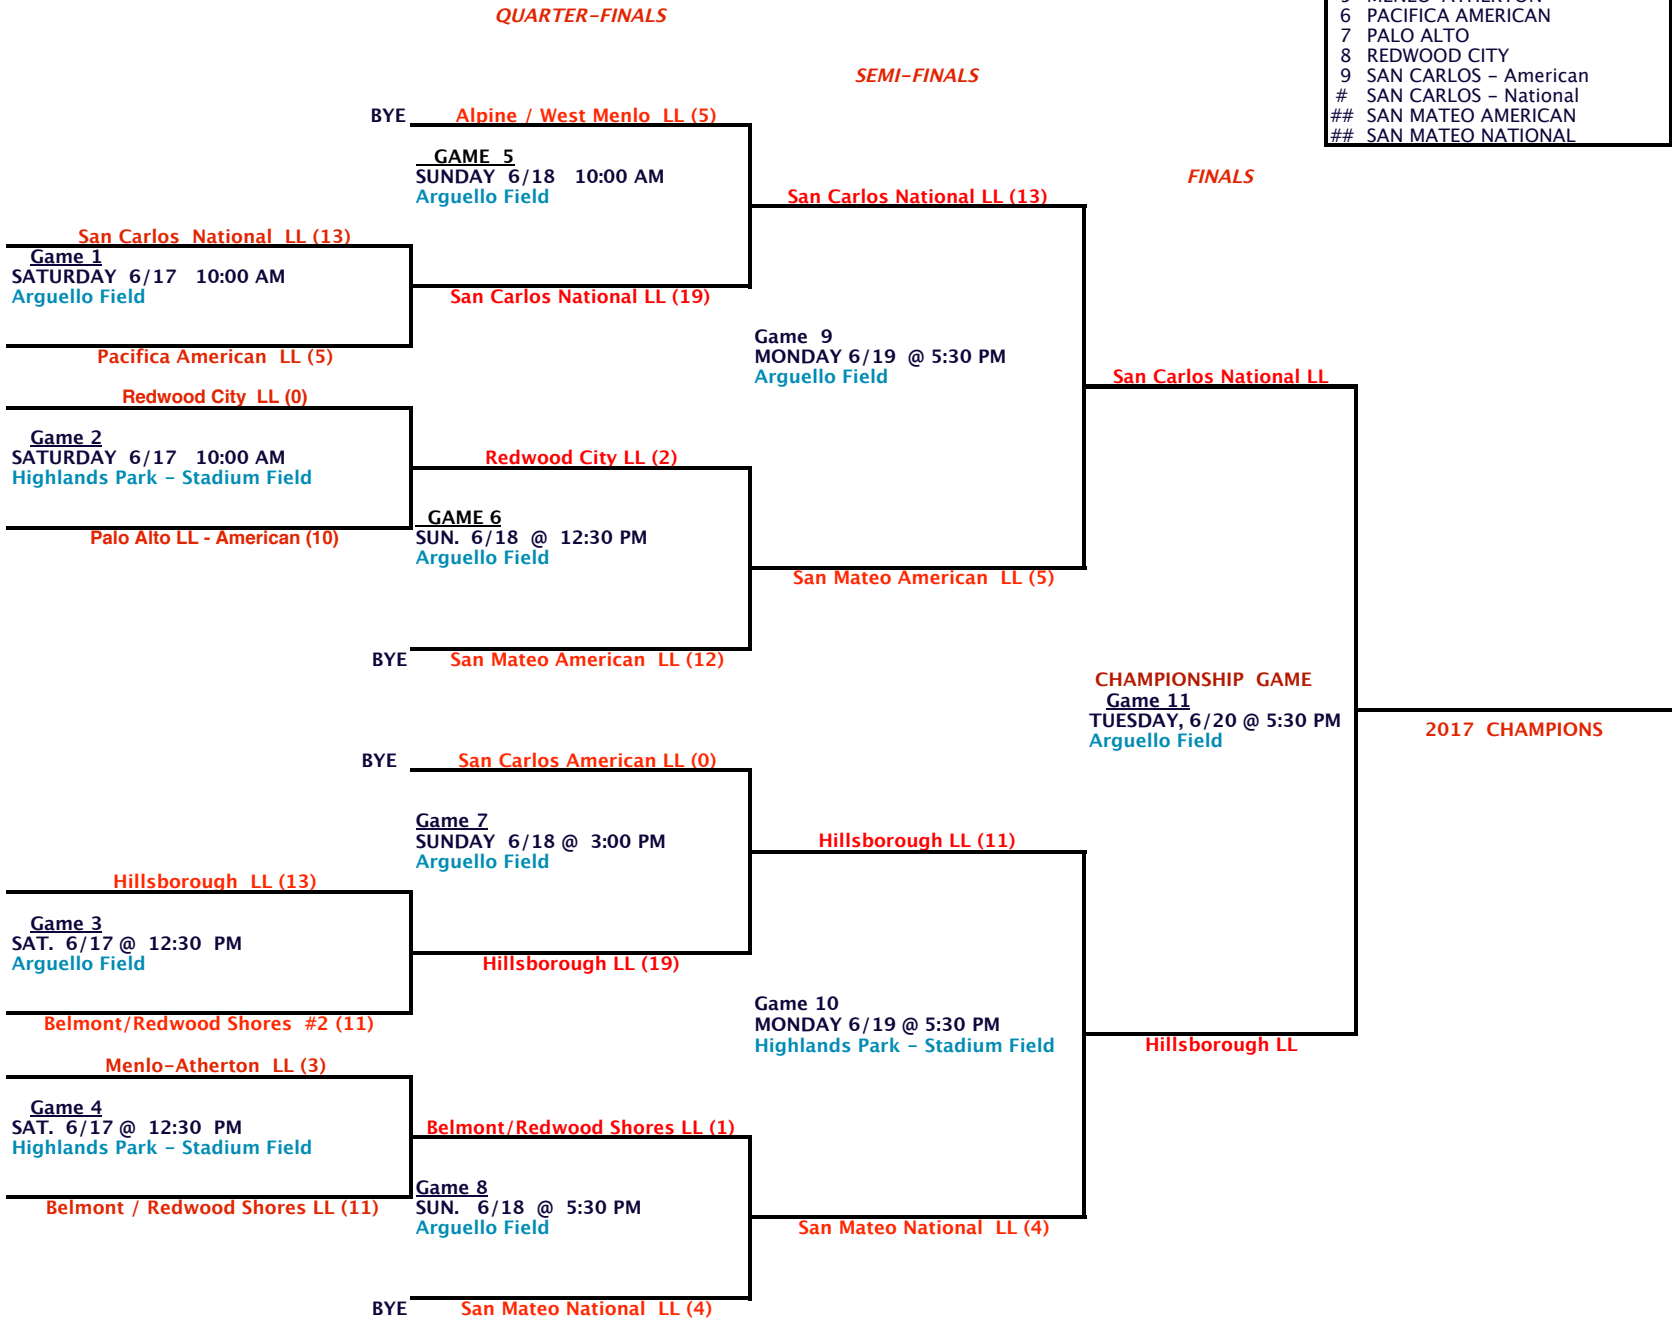 QUARTER-FINALS
6 PACIFICA AMERICAN
7 PALO ALTO
8 REDWOOD CITY
9 SAN CARLOS - American
# SAN CARLOS - National
## SAN MATEO AMERICAN
## SAN MATEO NATIONAL
SEMI-FINALS
FINALS
BYE Alpine / West Menlo LL (5)
GAME 5
SUNDAY 6/18 10:00 AM
Arguello Field
San Carlos National LL (13)
San Carlos National LL (13)
Game 1
SATURDAY 6/17 10:00 AM
Arguello Field
San Carlos National LL (19)
Pacifica American LL (5)
Game 9
MONDAY 6/19 @ 5:30 PM
Arguello Field
San Carlos National LL
Redwood City LL (0)
Game 2
SATURDAY 6/17 10:00 AM
Highlands Park - Stadium Field
Redwood City LL (2)
Palo Alto LL - American (10)
GAME 6
SUN. 6/18 @ 12:30 PM
Arguello Field
San Mateo American LL (5)
BYE San Mateo American LL (12)
CHAMPIONSHIP GAME
Game 11
TUESDAY, 6/20 @ 5:30 PM
Arguello Field
2017 CHAMPIONS
BYE San Carlos American LL (0)
Game 7
SUNDAY 6/18 @ 3:00 PM
Arguello Field
Hillsborough LL (11)
Hillsborough LL (13)
Game 3
SAT. 6/17 @ 12:30 PM
Arguello Field
Hillsborough LL (19)
Belmont/Redwood Shores #2 (11)
Game 10
MONDAY 6/19 @ 5:30 PM
Highlands Park - Stadium Field
Hillsborough LL
Menlo-Atherton LL (3)
Game 4
SAT. 6/17 @ 12:30 PM
Highlands Park - Stadium Field
Belmont/Redwood Shores LL (1)
Belmont / Redwood Shores LL (11)
Game 8
SUN. 6/18 @ 5:30 PM
Arguello Field
San Mateo National LL (4)
BYE San Mateo National LL (4)